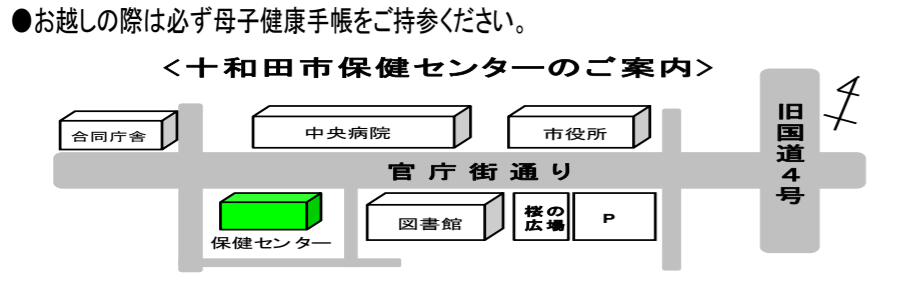 ●お越しの際は必ず母子健康手帳をご持参ください。
<十和田市保健センターのご案内>
合同庁舎
中央病院
市役所
旧国道4号
官庁街通り
保健センター
図書館
桜の
広場
P